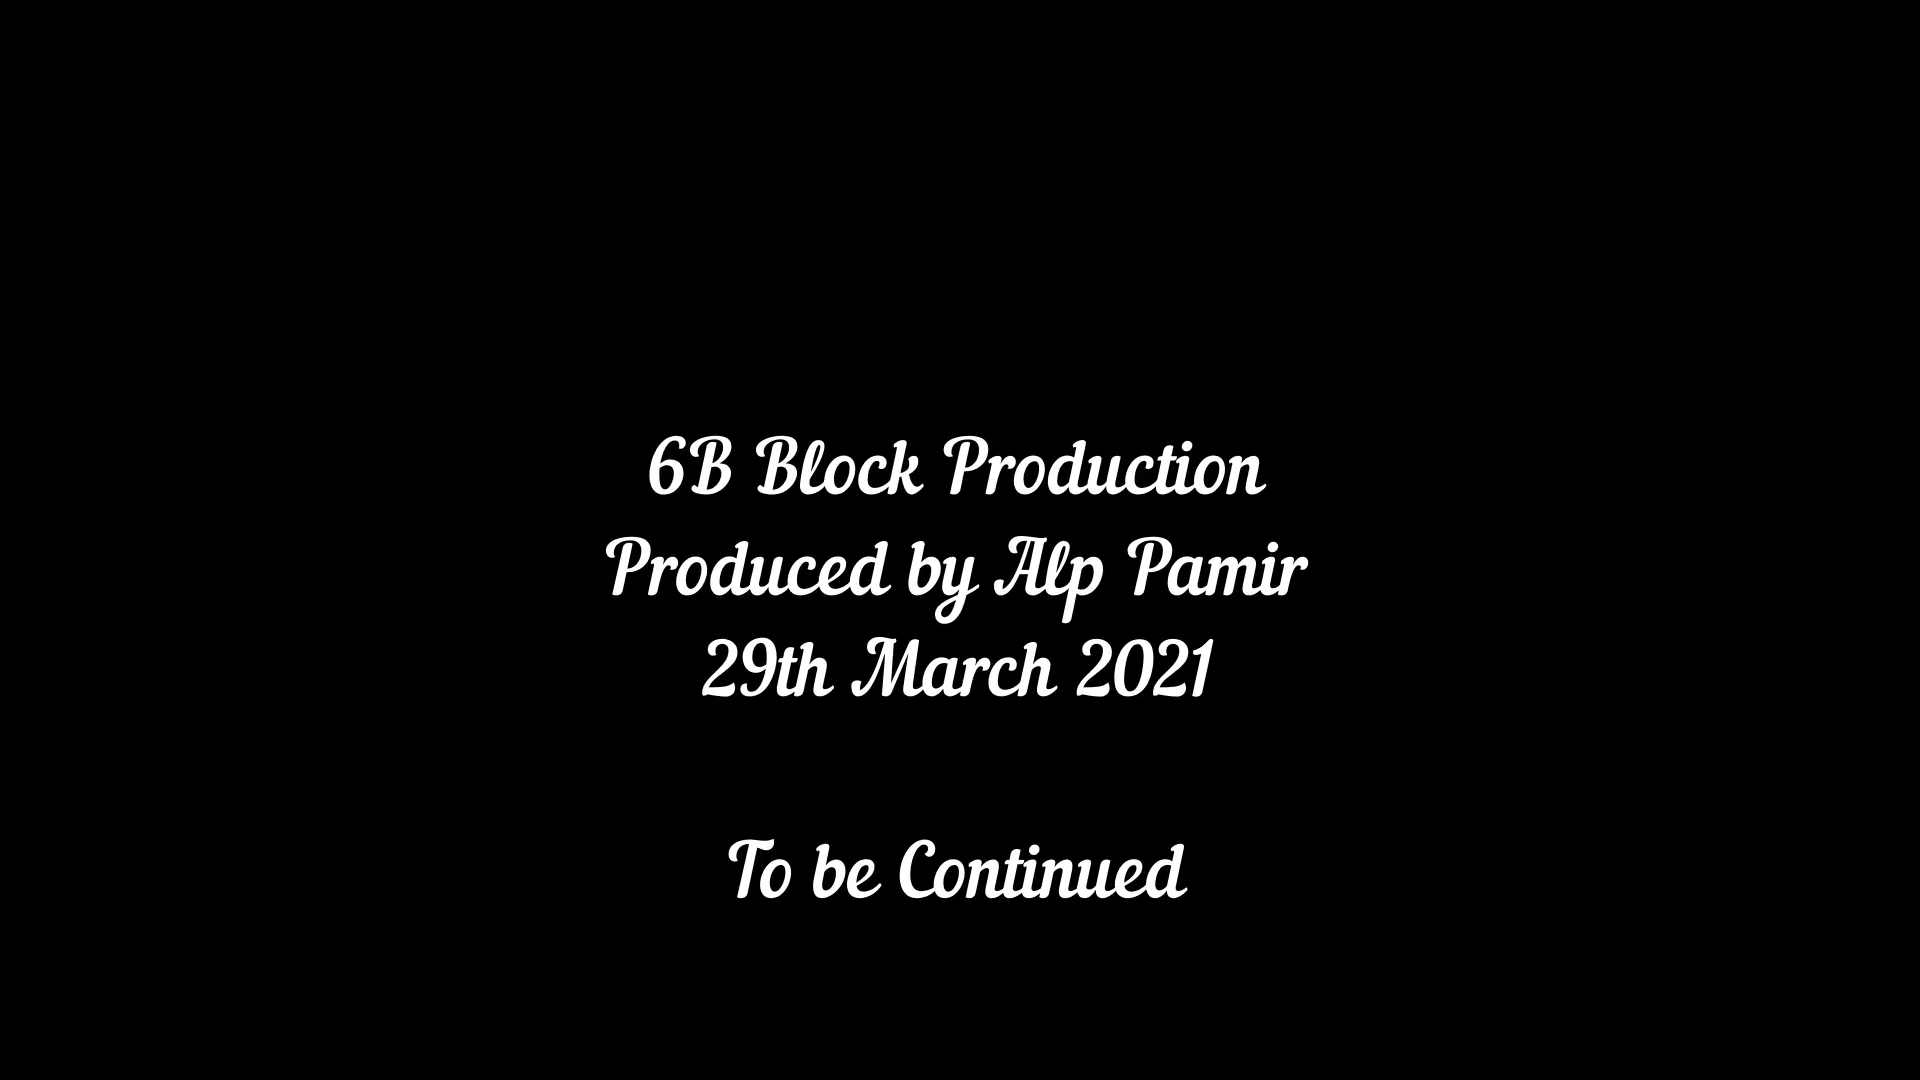 6B Block Production
Produced by Alp Pamir
29th March 2021
To be Continued